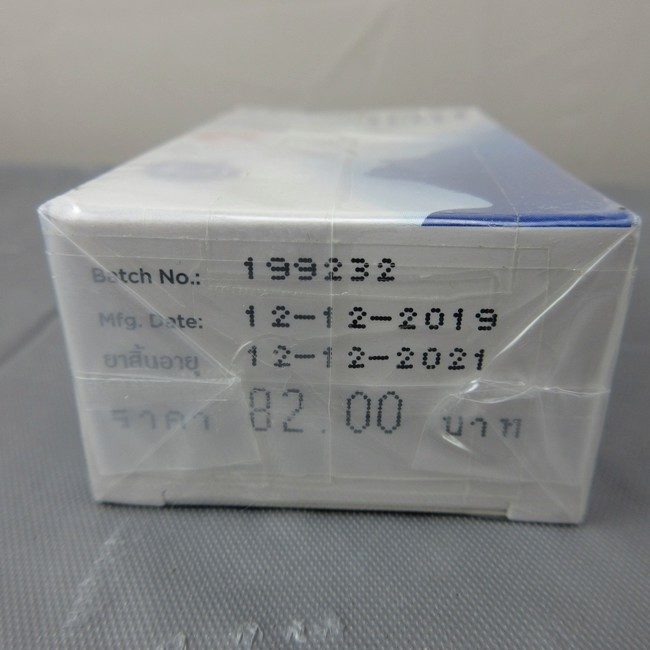 Batch No.: 199232
Mfg. Date: 12-12-2019
ยาสิ้นอายุ 12-12-2021
ราคา 82.00 บาท